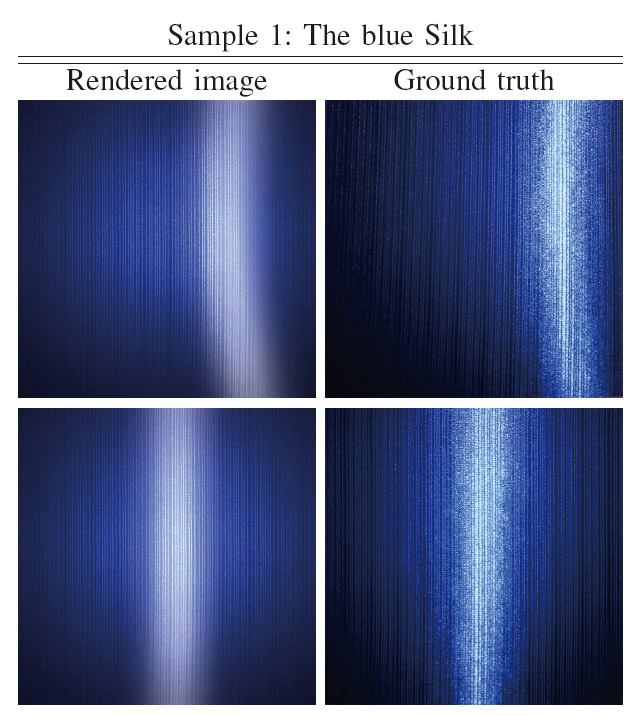 Sample 1: The blue Silk
Rendered image
Ground truth